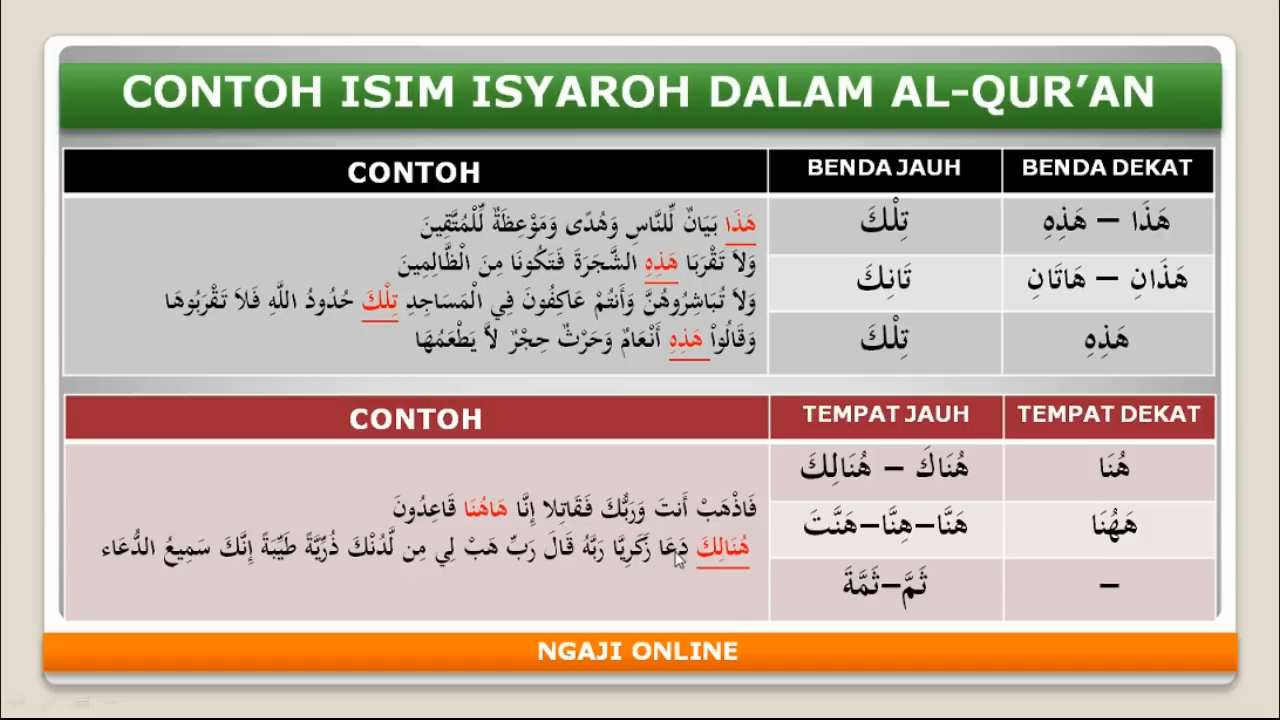 CONTOH ISIM ISYAROH DALAM AL-QUR’AN
CONTOH BENDA JAUH BENDA DEKAT
هَذَا – هَذِهِ
تِلْكَ
هَذَانِ – هَاتَانِ
تَانِكَ
هَذِهِ
تِلْكَ
هَذَا بَيَانٌ لِّلنَّاسِ وَهُدًى وَمَوْعِظَةٌ لِّلْمُتَّقِينَ
وَلاَ تَقْرَبَا هَذِهِ الشَّجَرَةَ فَتَكُونَا مِنَ الْظَّالِمِينَ
وَلاَ تُبَاشِرُوهُنَّ وَأَنتُمْ عَاكِفُونَ فِي الْمَسَاجِدِ تِلْكَ حُدُودُ اللَّهِ فَلاَ تَقْرَبُوهَا
وَقَالُواْ هَذِهِ أَنْعَامٌ وَحَرْثٌ حِجْرٌ لاَّ يَطْعَمُهَا
CONTOH TEMPAT JAUH TEMPAT DEKAT
هُنَا
هُنَاكَ – هُنَالِكَ
هَهُنَا
هَنَّا–هِنَّا–هَنَّتَ
–
ثَمَّ–ثَمَّةَ
فَاذْهَبْ أَنتَ وَرَبُّكَ فَقَاتِلا إِنَّا هَاهُنَا قَاعِدُونَ
هُنَالِكَ دَعَا زَكَرِيَّا رَبَّهُ قَالَ رَبِّ هَبْ لِي مِن لَّدُنْكَ ذُرِّيَّةً طَيِّبَةً إِنَّكَ سَمِيعُ الدُّعَاء
NGAJI ONLINE